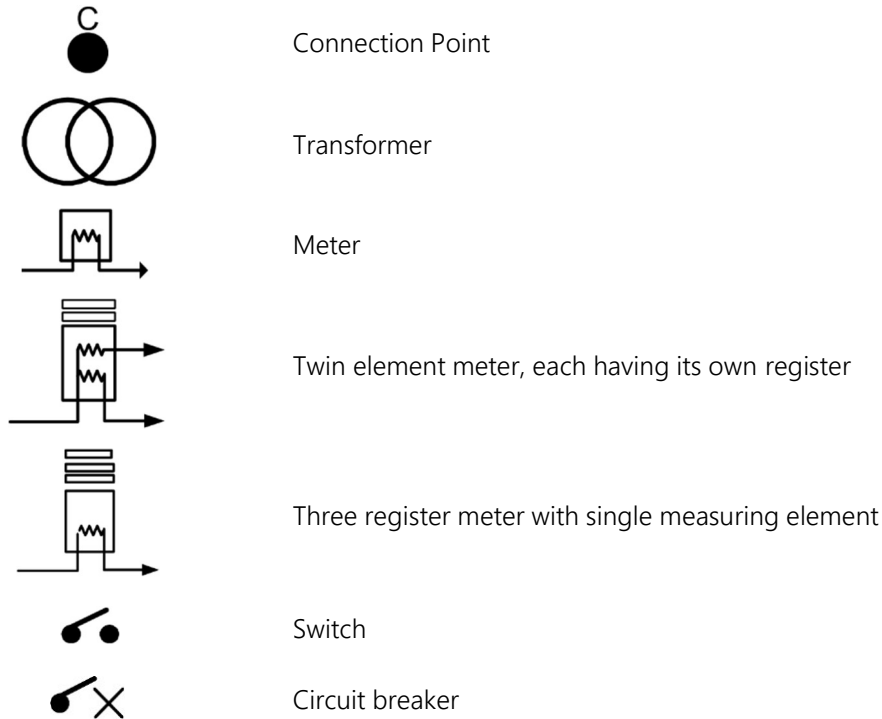 C
Connection Point
Transformer
Meter
Twin element meter, each having its own register
Three register meter with single measuring element
Switch
Circuit breaker